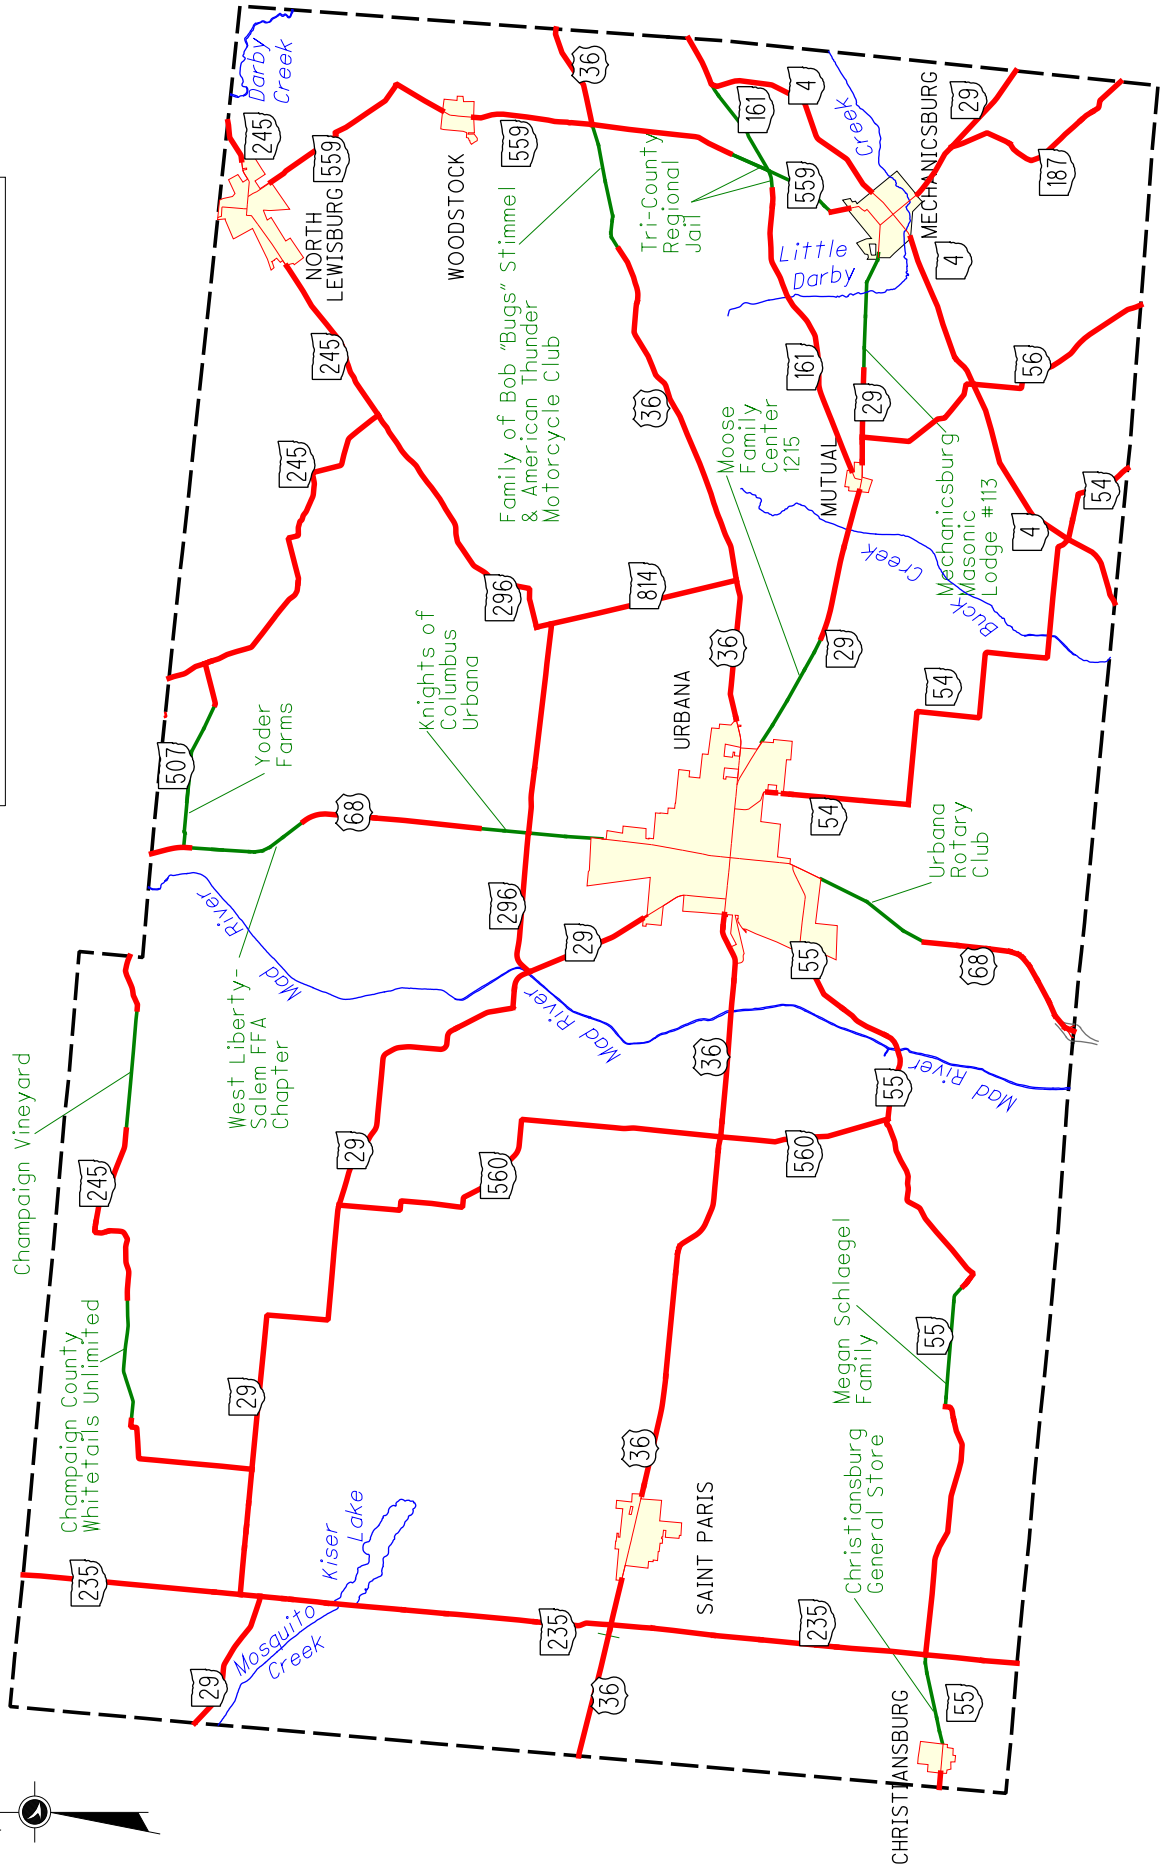 Champaign Vineyard
Champaign County
Whitetails Unlimited
235
29
Mosquito
Creek
Kiser
Lake
29
245
29
560
West Liberty-
Salem FFA
Chapter
Mad River
Mad River
Mad River
507
Yoder
Farms
68
Knights of
Columbus
Urbana
296
29
245
245
296
814
NORTH
LEWISBURG
245
559
Darby
Creek
WOODSTOCK
559
36
Family of Bob "Bugs" Stimmel
& American Thunder
Motorcycle Club
Tri-County
Regional
Jail
161
4
Creek
MECHANICSBURG
29
187
559
Little
Darby
4
36
161
29
56
Moose
Family
Center
1215
MUTUAL
Mechanicsburg
Masonic
Lodge #113
54
4
Creek
Buck
36
29
54
URBANA
54
Urbana
Rotary
Club
68
55
36
55
560
Megan Schlaegel
Family
55
Christiansburg
General Store
36
SAINT PARIS
235
235
36
CHRISTIANSBURG
55